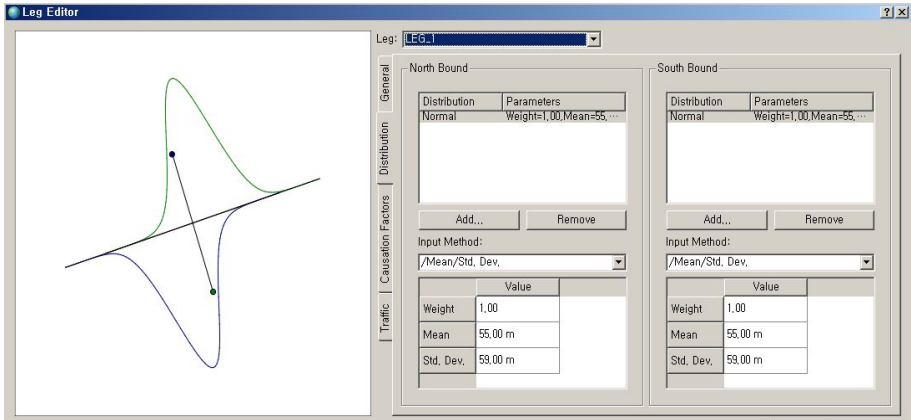 Leg Editor
Leg: LEG_1
General
Distribution
Causation Factors
Traffic
North Bound
Distribution Parameters
Normal Weight=1,00,Mean=55,...
Add... Remove
Input Method:
/Mean/Std, Dev,
Value
Weight 1,00
Mean 55,00 m
Std, Dev, 59,00 m
South Bound
Distribution Parameters
Normal Weight=1,00,Mean=55,...
Add... Remove
Input Method:
/Mean/Std, Dev,
Value
Weight 1,00
Mean 55,00 m
Std, Dev, 59,00 m